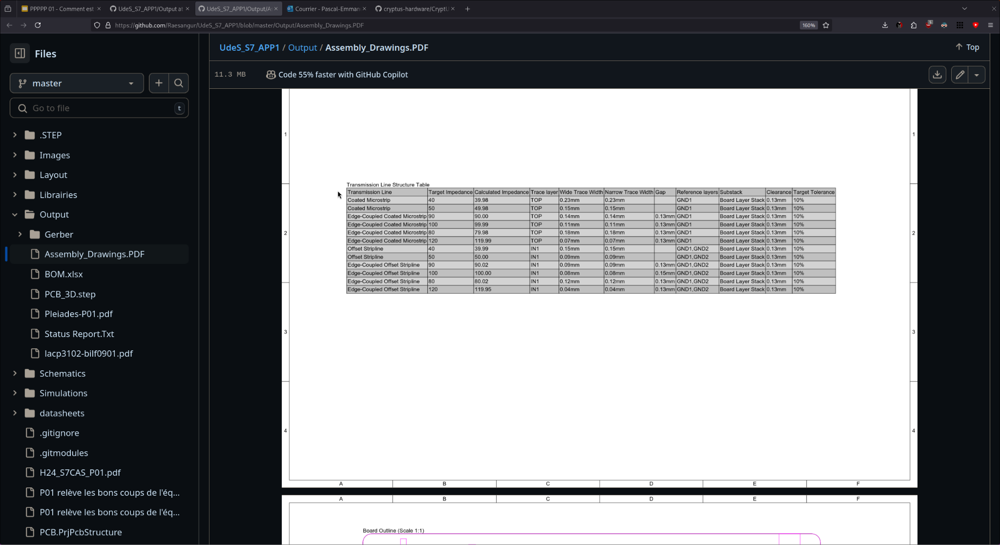 PPPPP 01 - Comment est
UdeS_S7_APP1/Output at
UdeS_S7_APP1/Output/A
Courrier - Pascal-Emman
cryptus-hardware/CryptU
https://github.com/Raesangur/UdeS_S7_APP1/blob/master/Output/Assembly_Drawings.PDF
160%
5
Files
master
Go to file
t
.STEP
Images
Layout
Librairies
Output
Gerber
Assembly_Drawings.PDF
BOM.xlsx
PCB_3D.step
Pleiades-P01.pdf
Status Report.Txt
lacp3102-bilf0901.pdf
Schematics
Simulations
datasheets
.gitignore
.gitmodules
H24_S7CAS_P01.pdf
P01 relève les bons coups de l'éq...
P01 relève les bons coups de l'éq...
PCB.PrjPcbStructure
UdeS_S7_APP1 / Output / Assembly_Drawings.PDF
Top
11.3 MB
Code 55% faster with GitHub Copilot
1 1
Transmission Line Structure Table
Transmission Line Target Impedance Calculated Impedance Trace layer Wide Trace Width Narrow Trace Width Gap Reference layers Substack Clearance Target Tolerance
Coated Microstrip 40 39.98 TOP 0.23mm 0.23mm GND1 Board Layer Stack 0.13mm 10%
Coated Microstrip 50 49.98 TOP 0.15mm 0.15mm GND1 Board Layer Stack 0.13mm 10%
Edge-Coupled Coated Microstrip 90 90.00 TOP 0.14mm 0.14mm 0.13mm GND1 Board Layer Stack 0.13mm 10%
Edge-Coupled Coated Microstrip 100 99.99 TOP 0.11mm 0.11mm 0.13mm GND1 Board Layer Stack 0.13mm 10%
Edge-Coupled Coated Microstrip 80 79.98 TOP 0.18mm 0.18mm 0.13mm GND1 Board Layer Stack 0.13mm 10%
2 2
Edge-Coupled Coated Microstrip 120 119.99 TOP 0.07mm 0.07mm 0.13mm GND1 Board Layer Stack 0.13mm 10%
Offset Stripline 40 39.99 IN1 0.15mm 0.15mm GND1,GND2 Board Layer Stack 0.13mm 10%
Offset Stripline 50 50.00 IN1 0.09mm 0.09mm GND1,GND2 Board Layer Stack 0.13mm 10%
Edge-Coupled Offset Stripline 90 90.02 IN1 0.09mm 0.09mm 0.13mm GND1,GND2 Board Layer Stack 0.13mm 10%
Edge-Coupled Offset Stripline 100 100.00 IN1 0.08mm 0.08mm 0.15mm GND1,GND2 Board Layer Stack 0.13mm 10%
Edge-Coupled Offset Stripline 80 80.02 IN1 0.12mm 0.12mm 0.13mm GND1,GND2 Board Layer Stack 0.13mm 10%
Edge-Coupled Offset Stripline 120 119.95 IN1 0.04mm 0.04mm 0.13mm GND1,GND2 Board Layer Stack 0.13mm 10%
3 3
4 4
A B C D E F
A B C D E F
Board Outline (Scale 1:1)